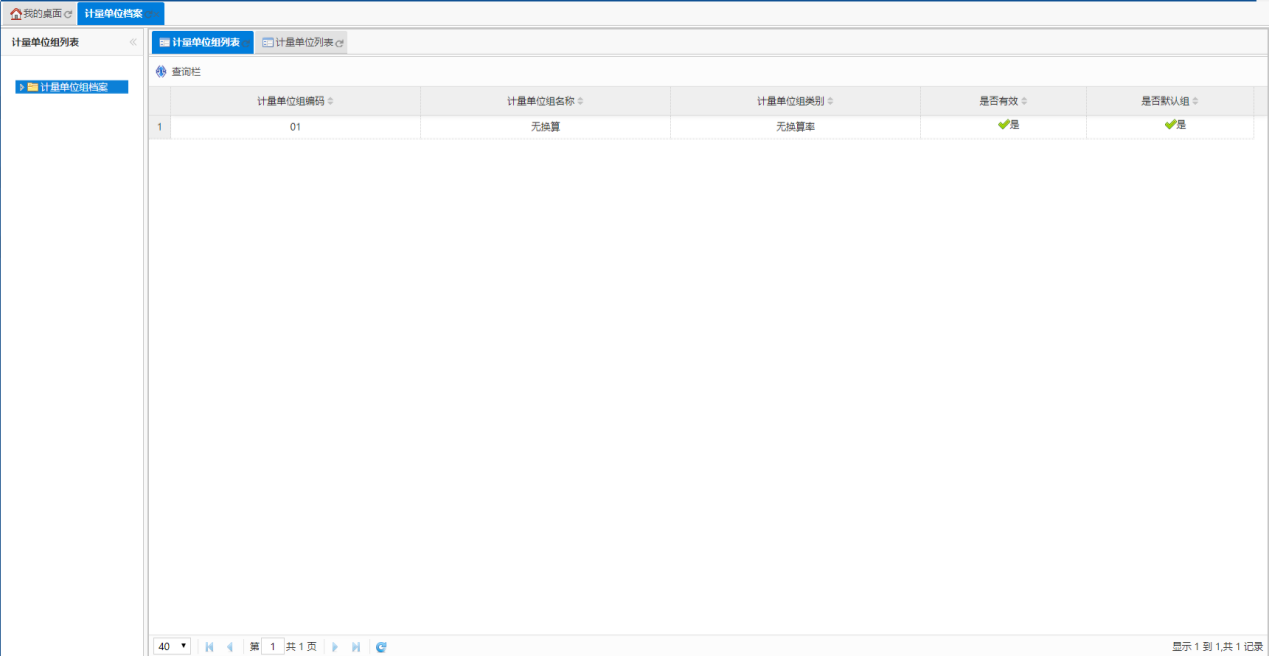 我的桌面 计量单位档案
计量单位组列表 计量单位组列表 计量单位列表
查询栏
计量单位组档案
计量单位组编码 计量单位组名称 计量单位组类别 是否有效 是否默认组
1 01 无换算 无换算率 是 是
40 第 1 共 1 页 显示 1 到 1,共 1 记录